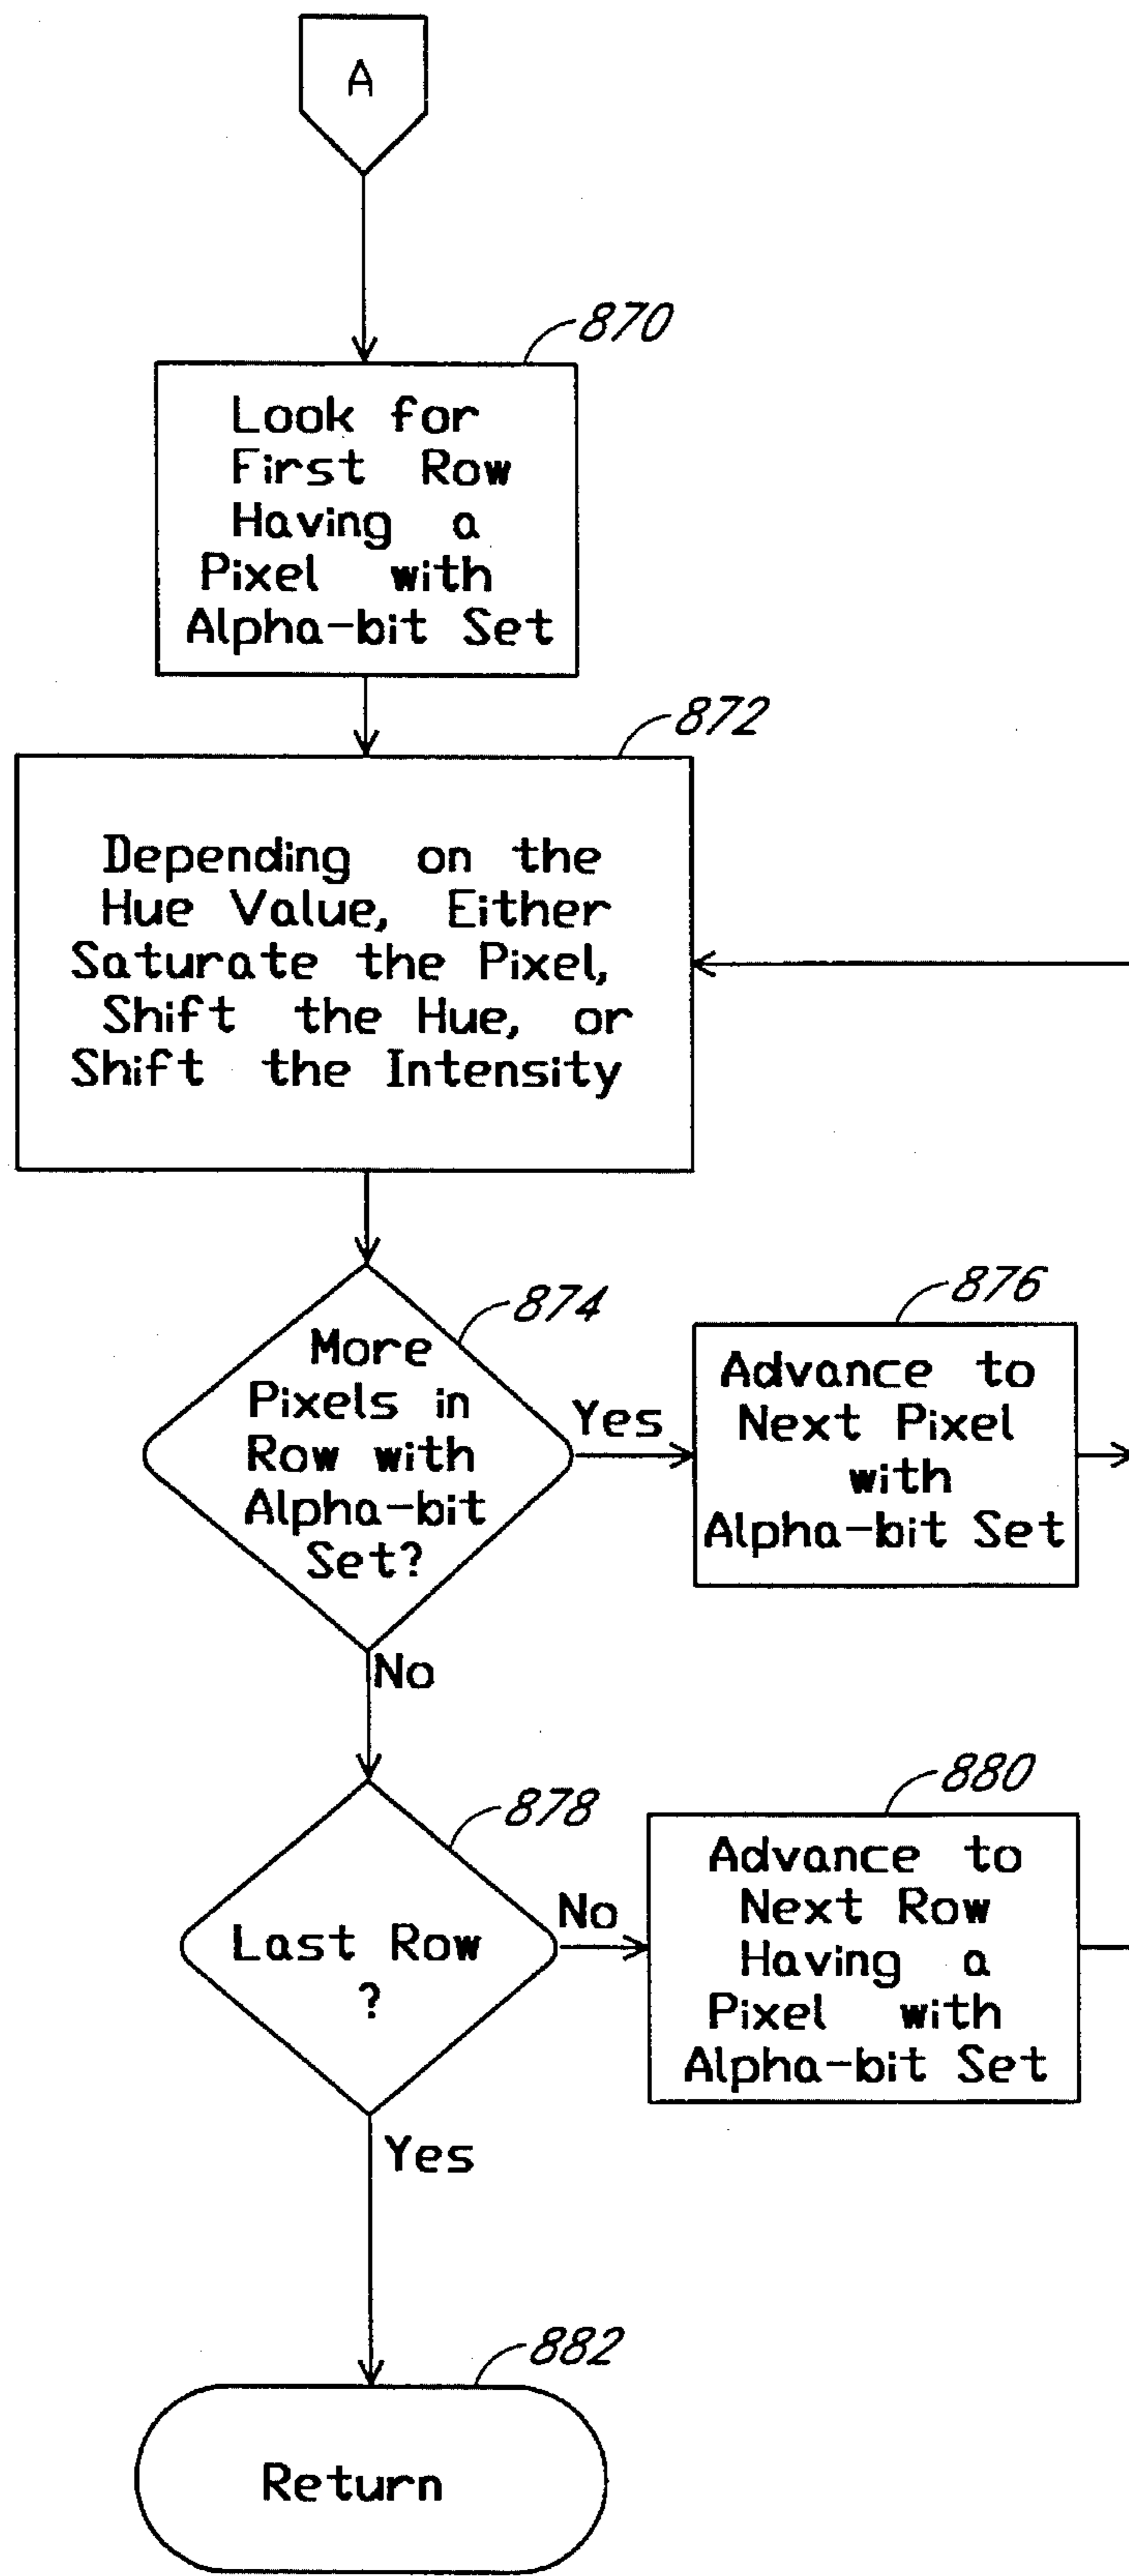 A
870
Look for
First Row
Having a
Pixel with
Alpha-bit Set
872
Depending on the
Hue Value, Either
Saturate the Pixel,
Shift the Hue, or
Shift the Intensity
874
More
Pixels in
Row with
Alpha-bit
Set?
Yes
876
Advance to
Next Pixel
with
Alpha-bit Set
No
878
Last Row
?
No
880
Advance to
Next Row
Having a
Pixel with
Alpha-bit Set
Yes
882
Return